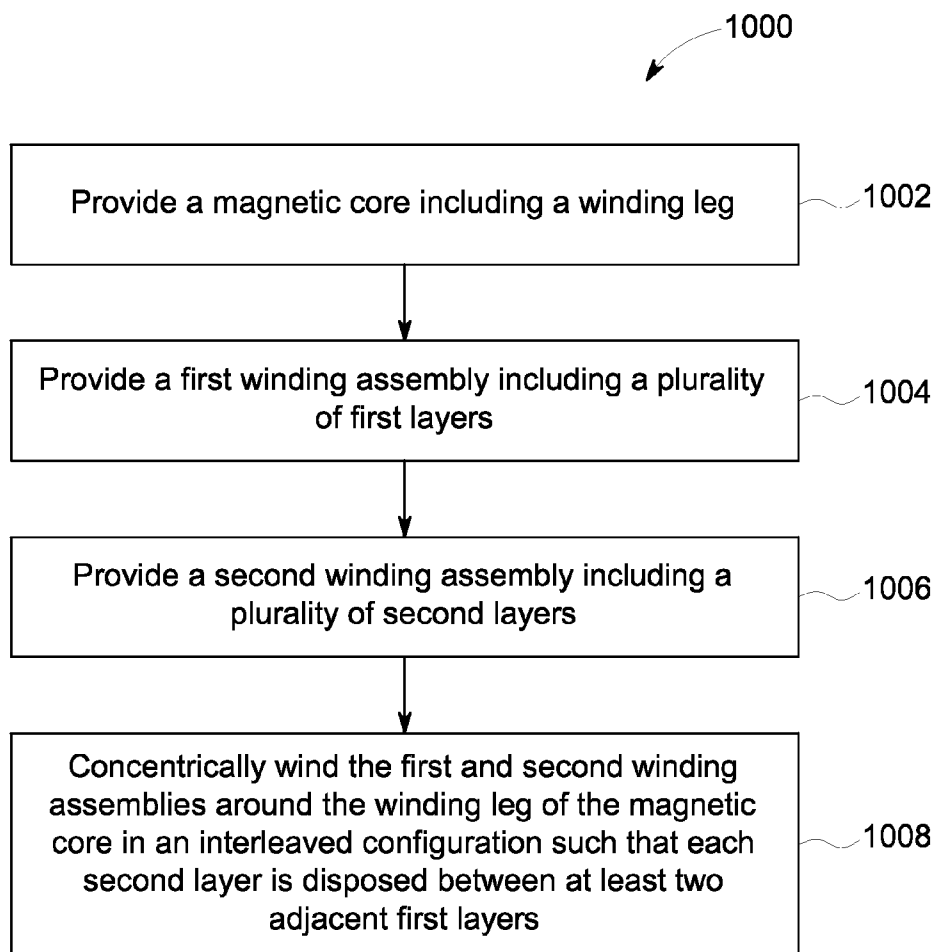 1000
Provide a magnetic core including a winding leg
1002
Provide a first winding assembly including a plurality
of first layers
1004
Provide a second winding assembly including a
plurality of second layers
1006
Concentrically wind the first and second winding
assemblies around the winding leg of the magnetic
core in an interleaved configuration such that each
second layer is disposed between at least two
adjacent first layers
1008